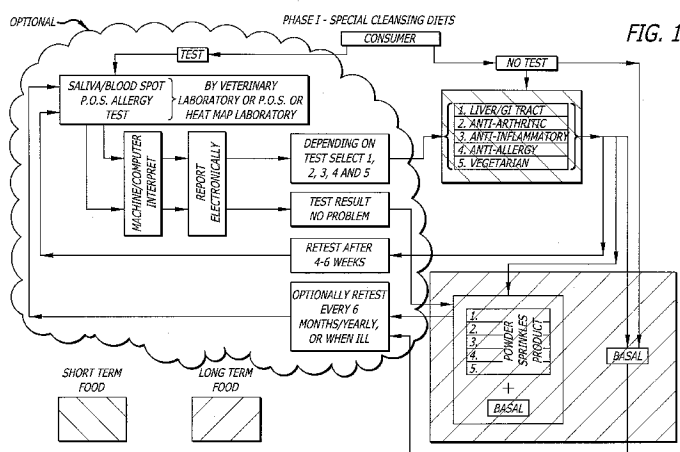 OPTIONAL
PHASE I - SPECIAL CLEANSING DIETS
CONSUMER
FIG. 1
TEST
NO TEST
SALIVA/BLOOD SPOT
P.O.S. ALLERGY
TEST
BY VETERINARY
LABORATORY OR P.O.S. OR
HEAT MAP LABORATORY
1. LIVER/GI TRACT
2. ANTI-ARTHRITIC
3. ANTI-INFLAMMATORY
4. ANTI-ALLERGY
5. VEGETARIAN
MACHINE/COMPUTER
INTERPRET
REPORT
ELECTRONICALLY
DEPENDING ON
TEST SELECT 1,
2, 3, 4 AND 5
TEST RESULT
NO PROBLEM
RETEST AFTER
4-6 WEEKS
OPTIONALLY RETEST
EVERY 6
MONTHS/YEARLY,
OR WHEN ILL
1.
2.
3.
4.
5.
POWDER
SPRINKLES
PRODUCT
+
BASAL
BASAL
SHORT TERM
FOOD
LONG TERM
FOOD